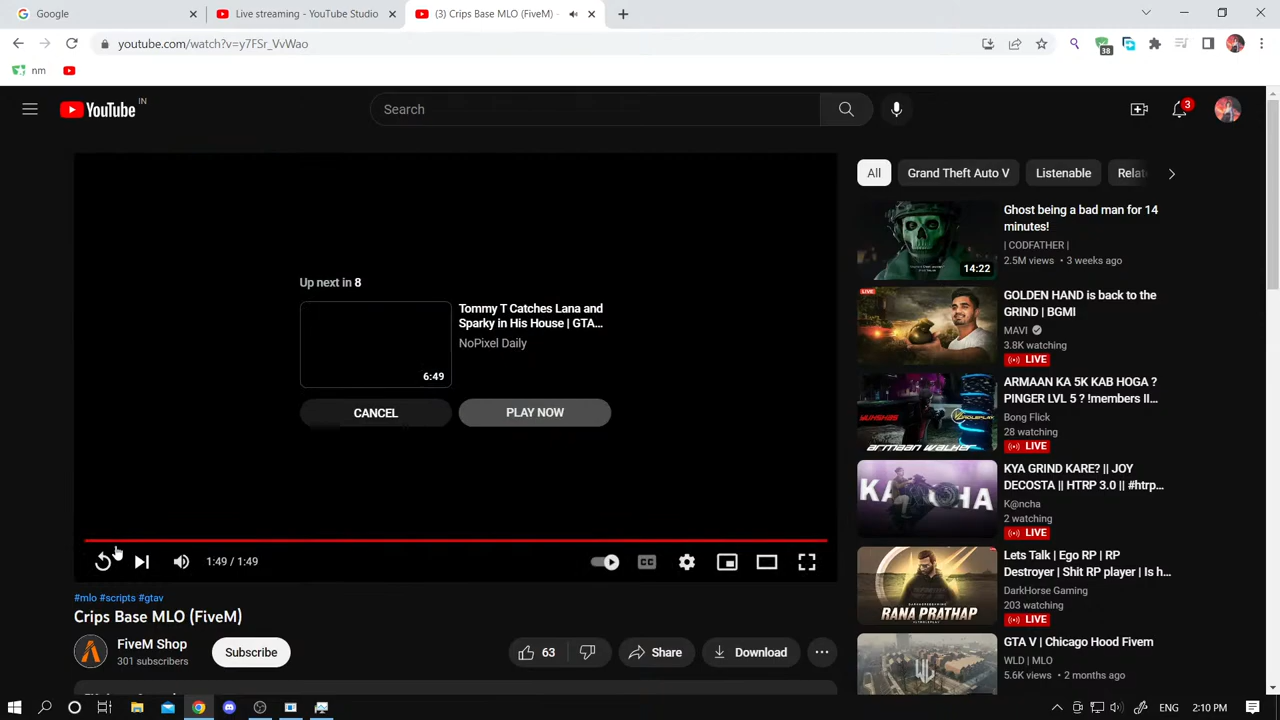 Google
Live streaming - YouTube Studio
(3) Crips Base MLO (FiveM) -
youtube.com/watch?v=y7FSr_VvWao
38
nm
YouTube
IN
Search
3
All
Grand Theft Auto V
Listenable
Relat
Up next in 8
Tommy T Catches Lana and
Sparky in His House | GTA...
NoPixel Daily
6:49
CANCEL
PLAY NOW
1:49 / 1:49
CC
#mlo #scripts #gtav
Crips Base MLO (FiveM)
FiveM Shop
301 subscribers
Subscribe
63
Share
Download
Ghost being a bad man for 14
minutes!
| CODFATHER |
2.5M views • 3 weeks ago
14:22
LIVE
GOLDEN HAND is back to the
GRIND | BGMI
MAVI
3.8K watching
LIVE
ARMAAN KA 5K KAB HOGA ?
PINGER LVL 5 ? !members II...
Bong Flick
28 watching
LIVE
ARMAAN WALKER
KYA GRIND KARE? || JOY
DECOSTA || HTRP 3.0 || #htrp...
K@ncha
2 watching
LIVE
Lets Talk | Ego RP | RP
Destroyer | Shit RP player | Is h...
DarkHorse Gaming
203 watching
LIVE
RANA PRATHAP
GTA V | Chicago Hood Fivem
WLD | MLO
5.6K views • 2 months ago
ENG
2:10 PM